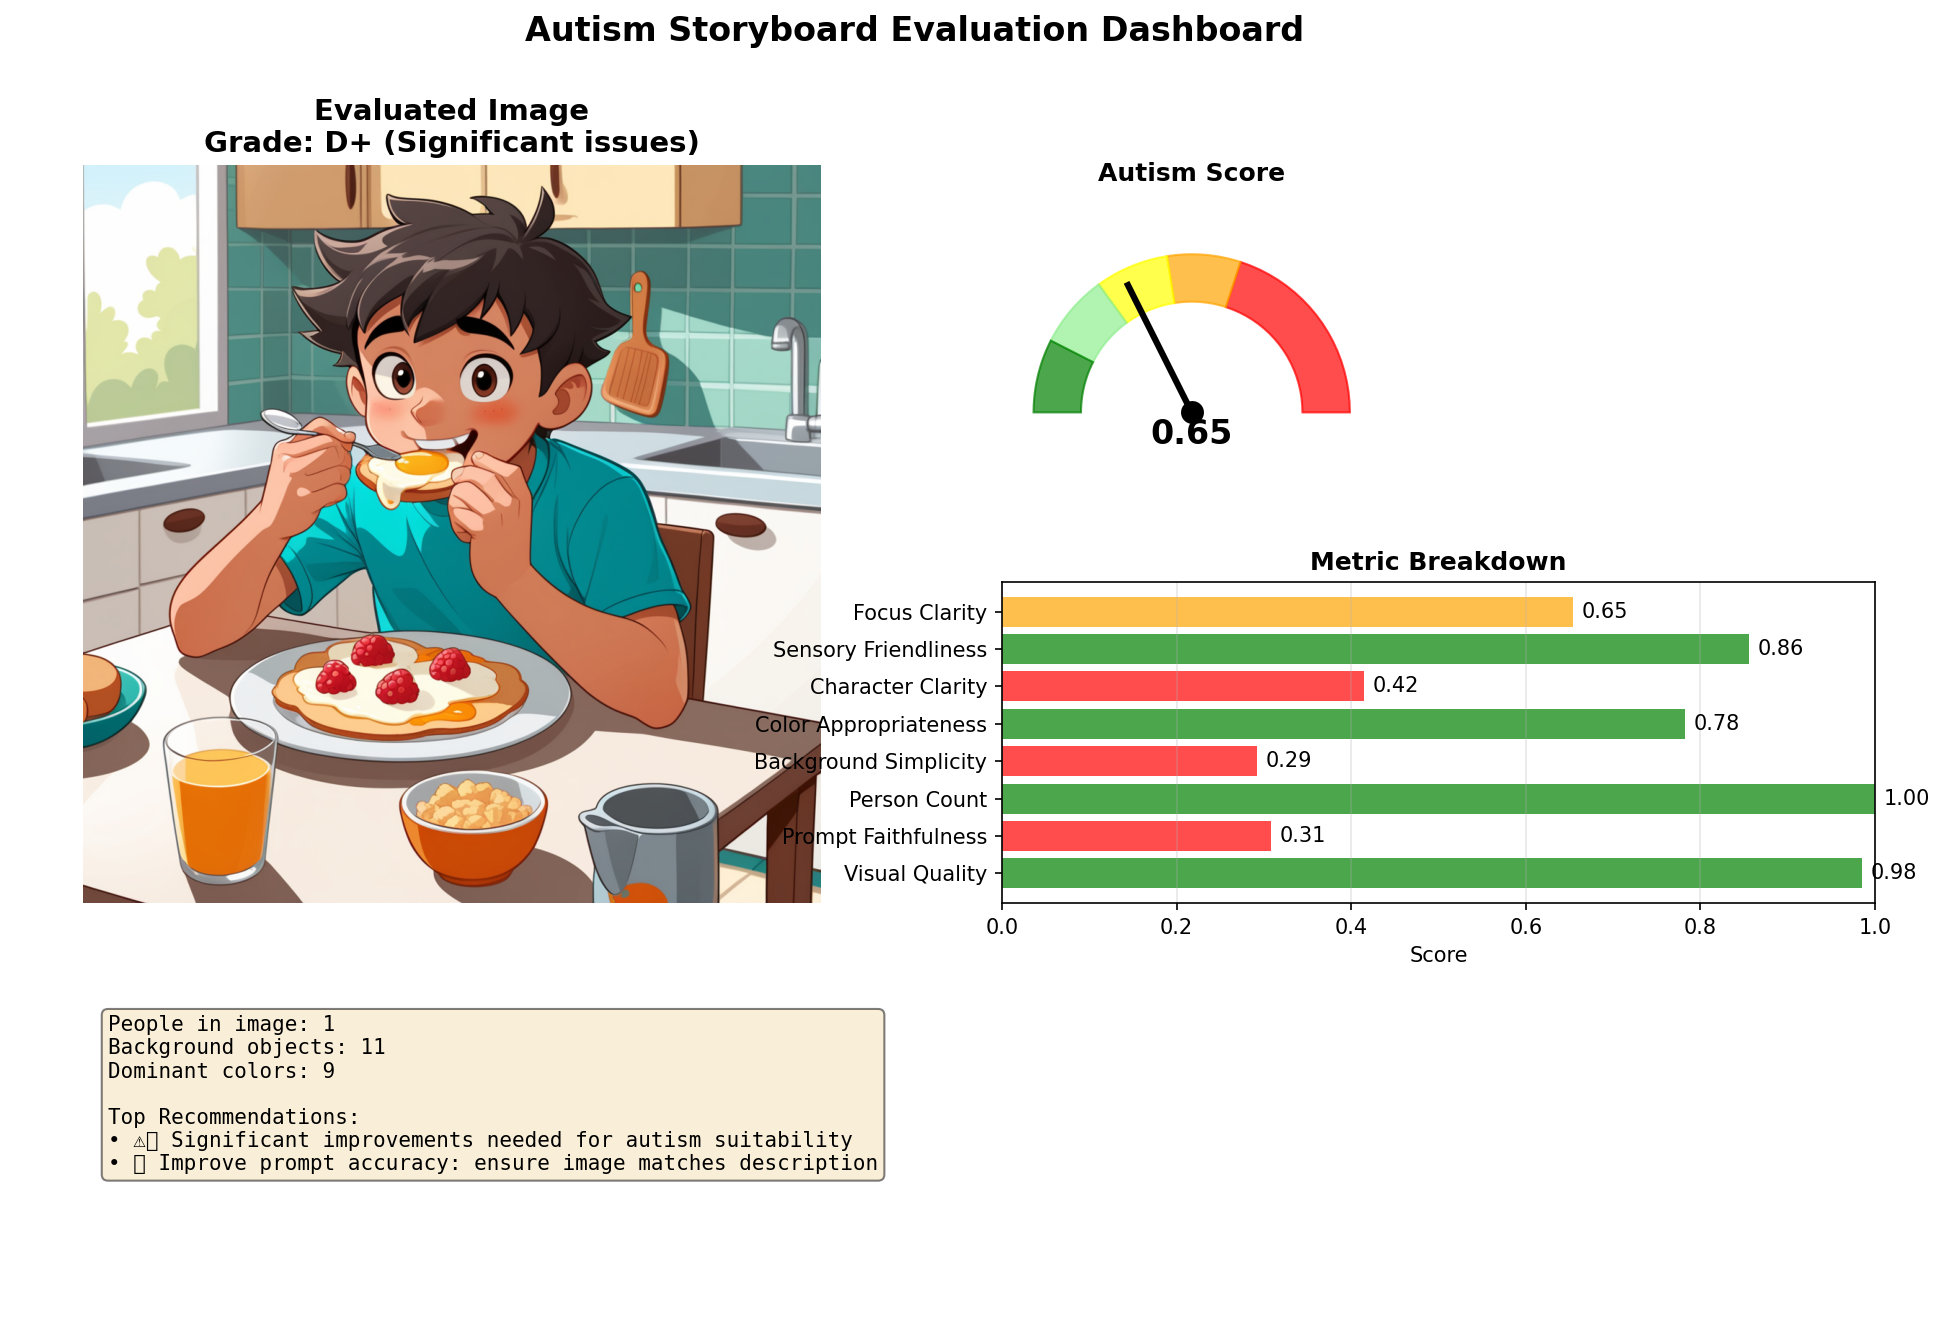 Autism Storyboard Evaluation Dashboard
Evaluated Image
Grade: D+ (Significant issues)
Autism Score
0.65
Metric Breakdown
Focus Clarity 0.65
Sensory Friendliness 0.86
Character Clarity 0.42
Color Appropriateness 0.78
Background Simplicity 0.29
Person Count 1.00
Prompt Faithfulness 0.31
Visual Quality 0.98
0.0 0.2 0.4 0.6 0.8 1.0
Score
People in image: 1
Background objects: 11
Dominant colors: 9
Top Recommendations:
• ⚠▯ Significant improvements needed for autism suitability
• ▯ Improve prompt accuracy: ensure image matches description